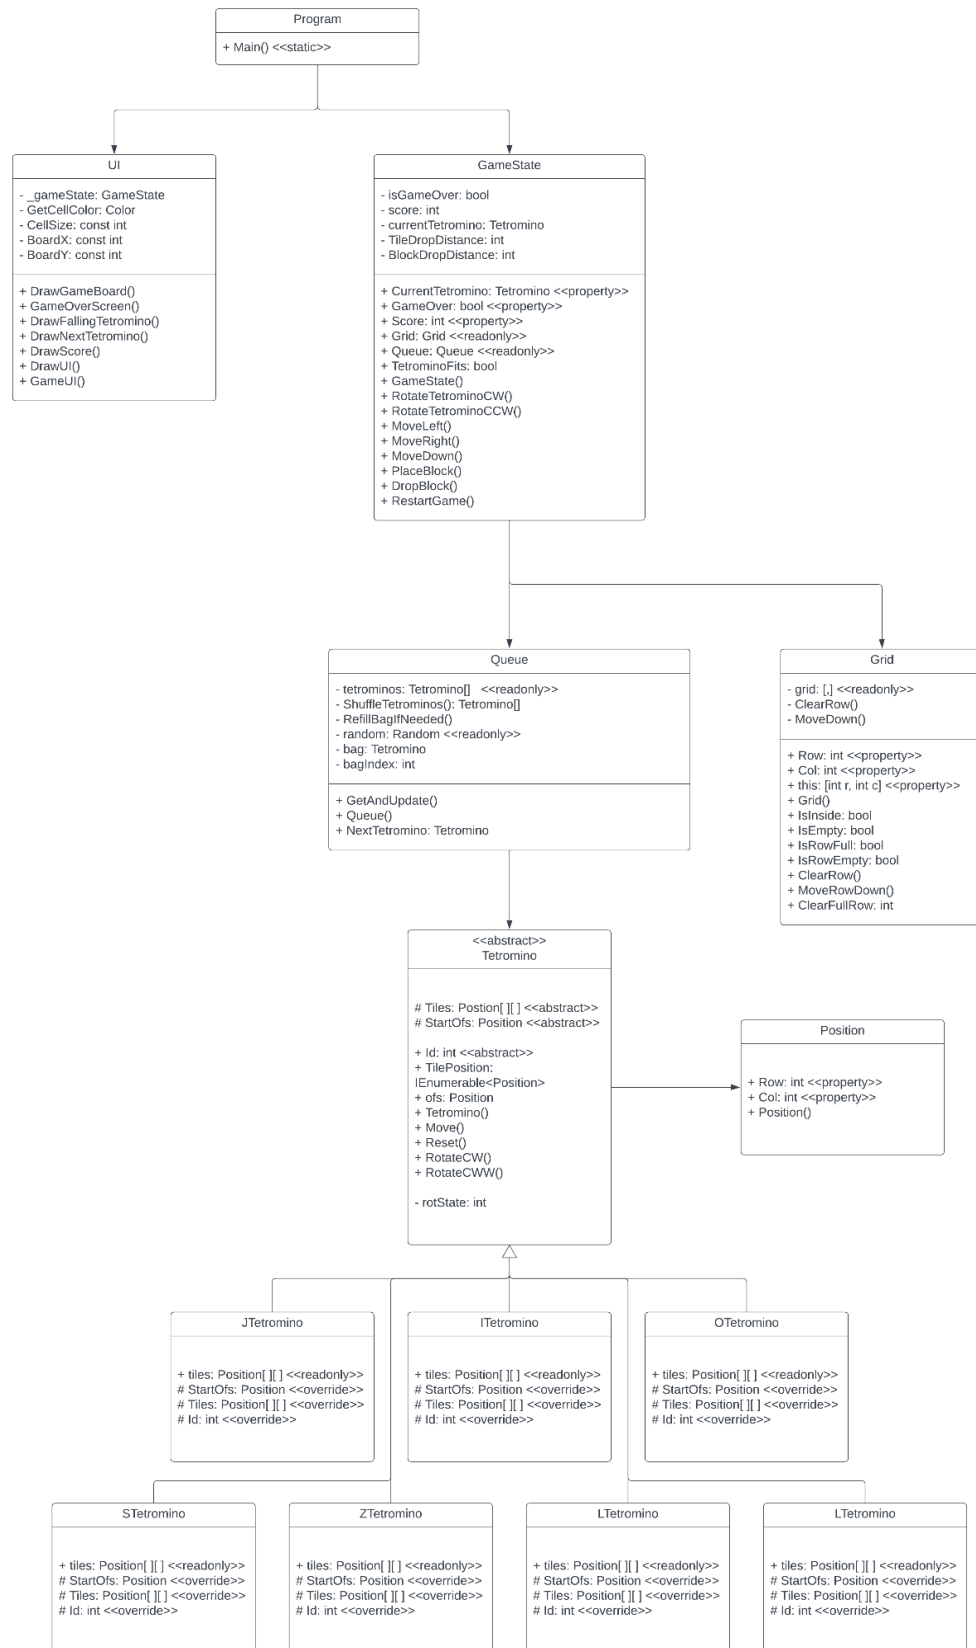 Program
+ Main() <<static>>
UI
- _gameState: GameState
- GetCellColor: Color
- CellSize: const int
- BoardX: const int
- BoardY: const int
+ DrawGameBoard()
+ GameOverScreen()
+ DrawFallingTetromino()
+ DrawNextTetromino()
+ DrawScore()
+ DrawUI()
+ GameUI()
GameState
- isGameOver: bool
- score: int
- currentTetromino: Tetromino
- TileDropDistance: int
- BlockDropDistance: int
+ CurrentTetromino: Tetromino <<property>>
+ GameOver: bool <<property>>
+ Score: int <<property>>
+ Grid: Grid <<readonly>>
+ Queue: Queue <<readonly>>
+ TetrominoFits: bool
+ GameState()
+ RotateTetrominoCW()
+ RotateTetrominoCCW()
+ MoveLeft()
+ MoveRight()
+ MoveDown()
+ PlaceBlock()
+ DropBlock()
+ RestartGame()
Queue
- tetrominos: Tetromino[] <<readonly>>
- ShuffleTetrominos(): Tetromino[]
- RefillBagIfNeeded()
- random: Random <<readonly>>
- bag: Tetromino
- bagIndex: int
+ GetAndUpdate()
+ Queue()
+ NextTetromino: Tetromino
Grid
- grid: [,] <<readonly>>
- ClearRow()
- MoveDown()
+ Row: int <<property>>
+ Col: int <<property>>
+ this: [int r, int c] <<property>>
+ Grid()
+ IsInside: bool
+ IsEmpty: bool
+ IsRowFull: bool
+ IsRowEmpty: bool
+ ClearRow()
+ MoveRowDown()
+ ClearFullRow: int
<<abstract>>
Tetromino
# Tiles: Postion[ ][ ] <<abstract>>
# StartOfs: Position <<abstract>>
+ Id: int <<abstract>>
+ TilePosition:
IEnumerable<Position>
+ ofs: Position
+ Tetromino()
+ Move()
+ Reset()
+ RotateCW()
+ RotateCWW()
- rotState: int
Position
+ Row: int <<property>>
+ Col: int <<property>>
+ Position()
JTetromino
+ tiles: Position[ ][ ] <<readonly>>
# StartOfs: Position <<override>>
# Tiles: Position[ ][ ] <<override>>
# Id: int <<override>>
ITetromino
+ tiles: Position[ ][ ] <<readonly>>
# StartOfs: Position <<override>>
# Tiles: Position[ ][ ] <<override>>
# Id: int <<override>>
OTetromino
+ tiles: Position[ ][ ] <<readonly>>
# StartOfs: Position <<override>>
# Tiles: Position[ ][ ] <<override>>
# Id: int <<override>>
STetromino
+ tiles: Position[ ][ ] <<readonly>>
# StartOfs: Position <<override>>
# Tiles: Position[ ][ ] <<override>>
# Id: int <<override>>
ZTetromino
+ tiles: Position[ ][ ] <<readonly>>
# StartOfs: Position <<override>>
# Tiles: Position[ ][ ] <<override>>
# Id: int <<override>>
LTetromino
+ tiles: Position[ ][ ] <<readonly>>
# StartOfs: Position <<override>>
# Tiles: Position[ ][ ] <<override>>
# Id: int <<override>>
LTetromino
+ tiles: Position[ ][ ] <<readonly>>
# StartOfs: Position <<override>>
# Tiles: Position[ ][ ] <<override>>
# Id: int <<override>>